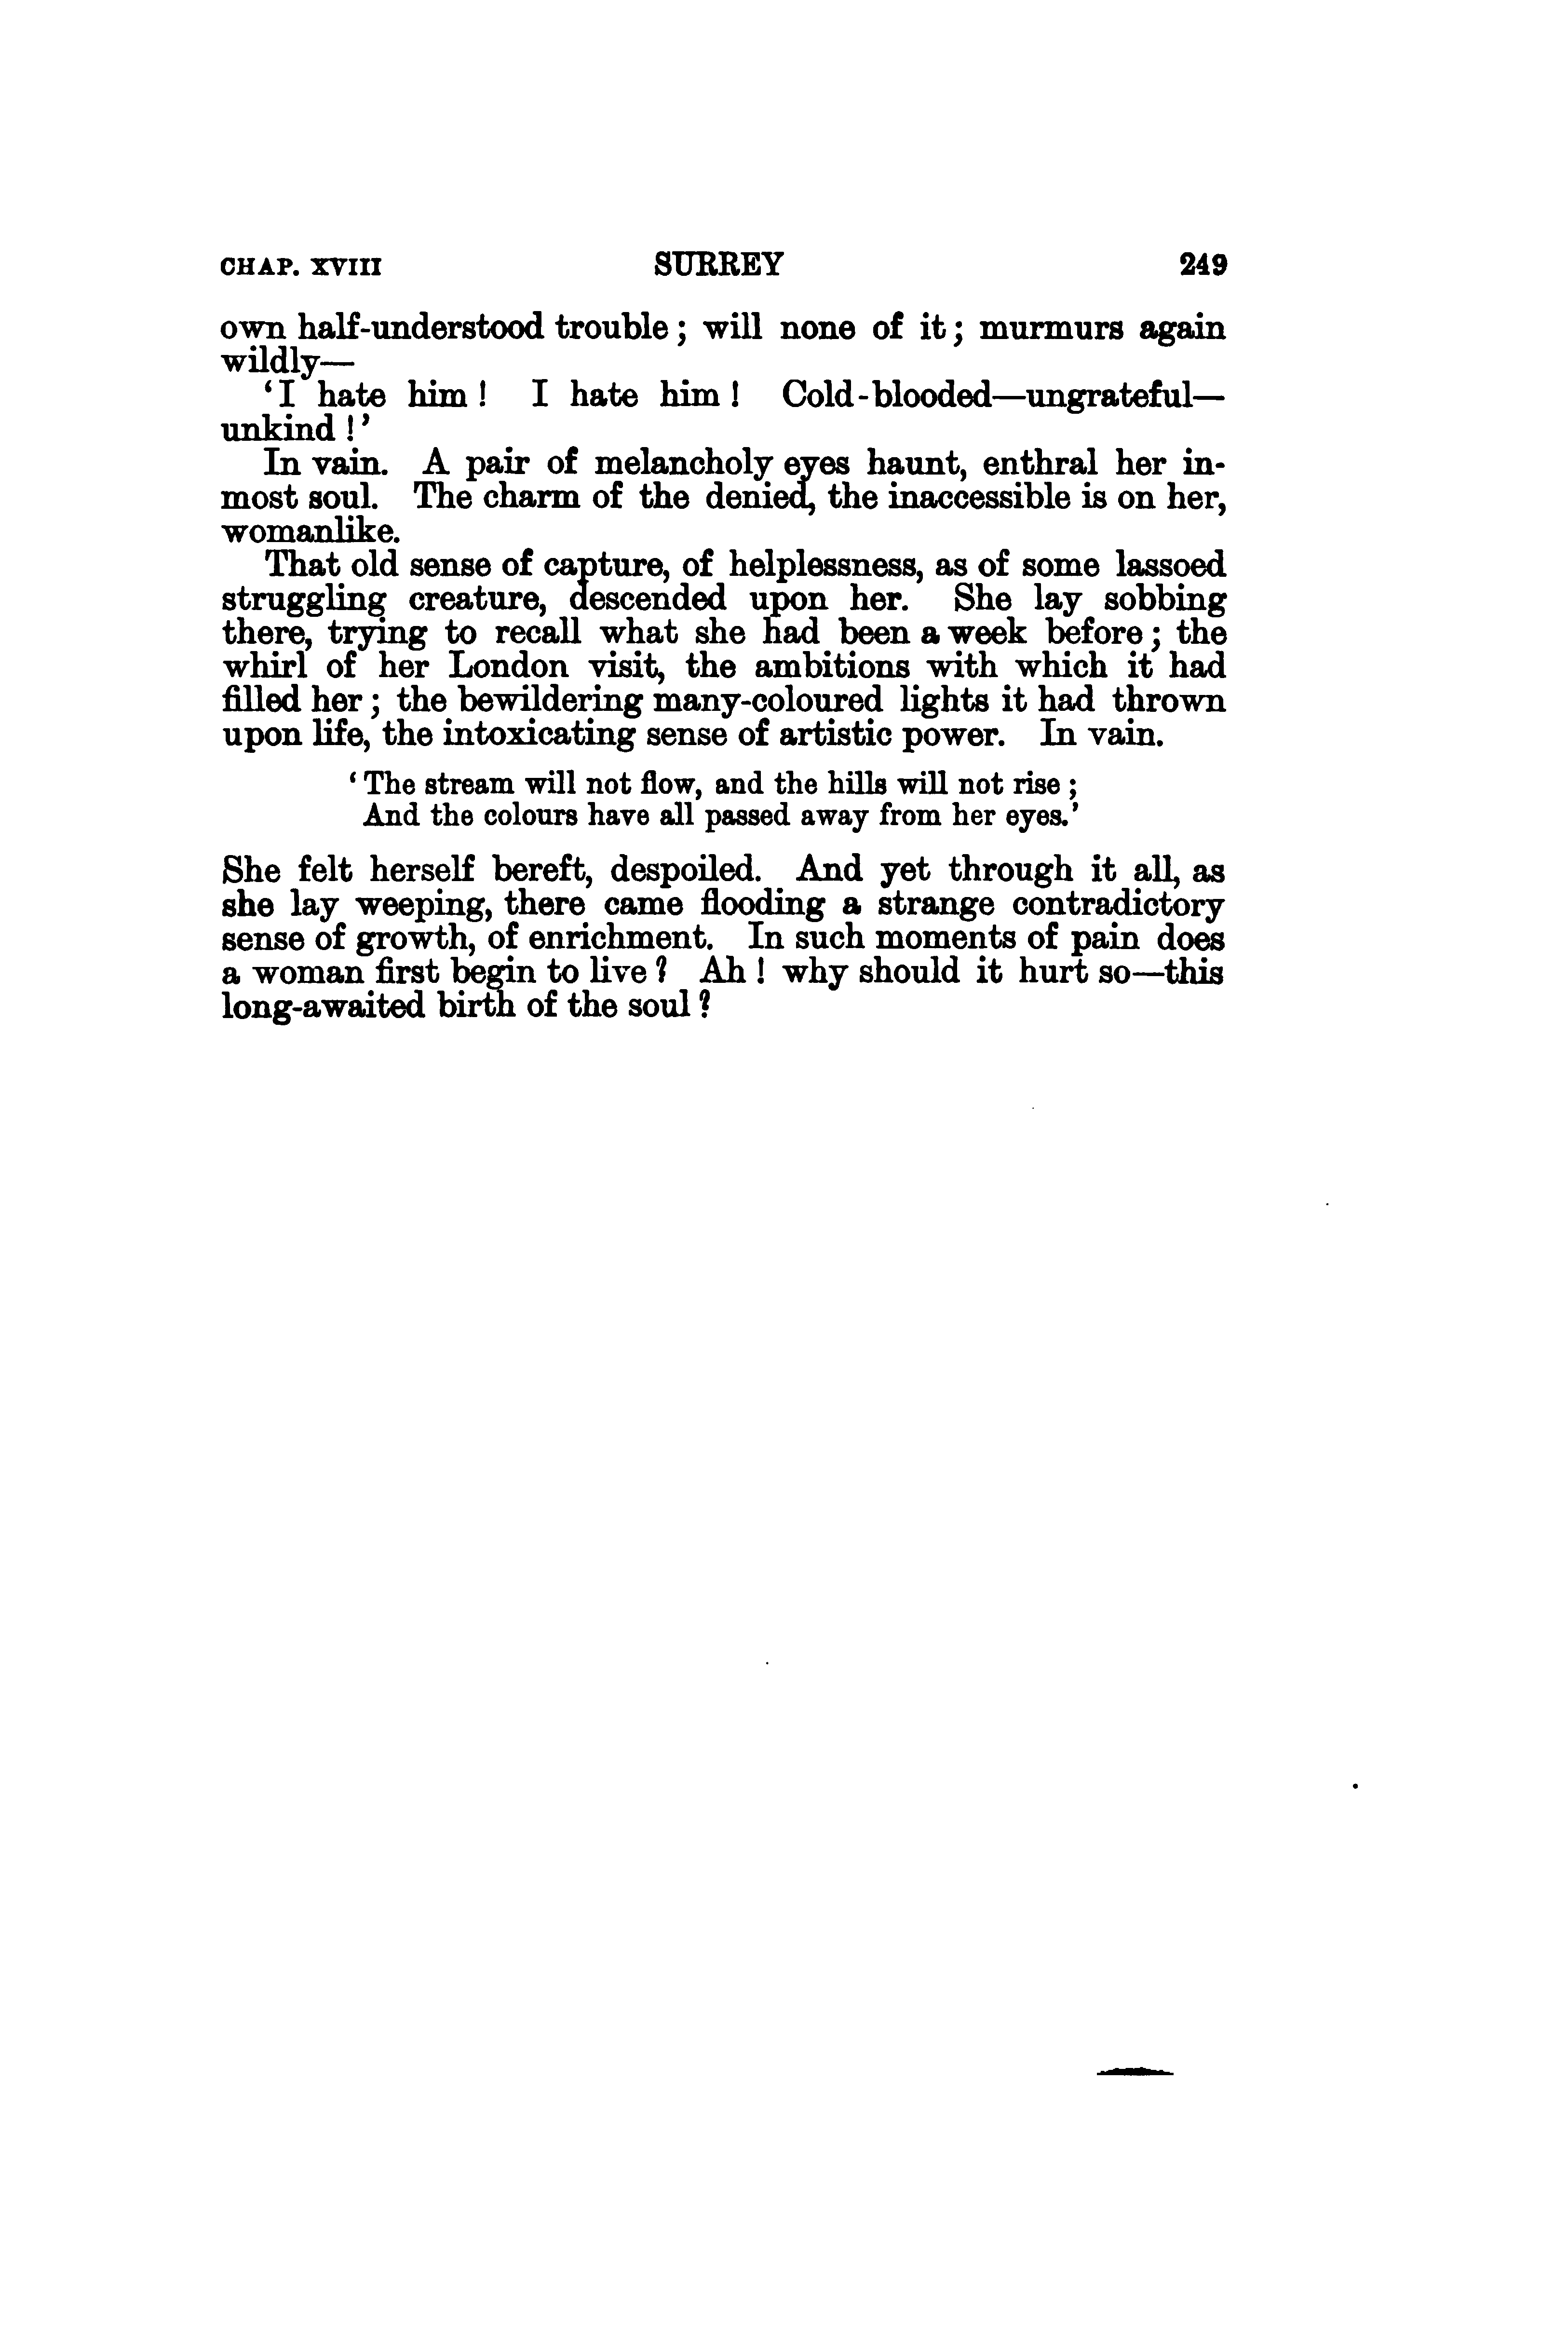 CHAP. XVIII SURREY 249
own half-understood trouble ; will none of it ; murmurs again
wildly—
‘I hate him ! I hate him ! Cold-blooded—ungrateful—
unkind !’
In vain. A pair of melancholy eyes haunt, enthral her in-
most soul. The charm of the denied, the inaccessible is on her,
womanlike.
That old sense of capture, of helplessness, as of some lassoed
struggling creature, descended upon her. She lay sobbing
there, trying to recall what she had been a week before ; the
whirl of her London visit, the ambitions with which it had
filled her ; the bewildering many-coloured lights it had thrown
upon life, the intoxicating sense of artistic power. In vain.
‘The stream will not flow, and the hills will not rise ;
And the colours have all passed away from her eyes.’
She felt herself bereft, despoiled. And yet through it all, as
she lay weeping, there came flooding a strange contradictory
sense of growth, of enrichment. In such moments of pain does
a woman first begin to live ? Ah ! why should it hurt so—this
long-awaited birth of the soul ?